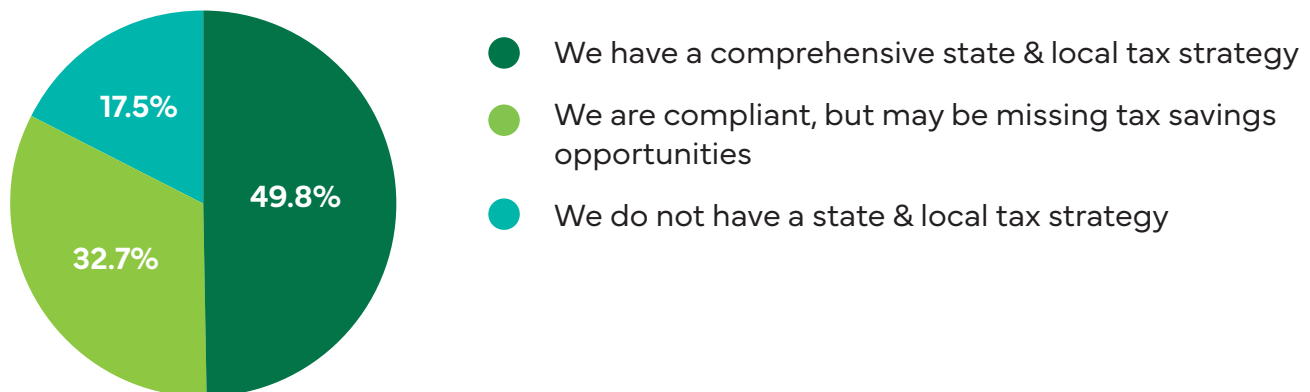 17.5%
49.8%
32.7%
We have a comprehensive state & local tax strategy
We are compliant, but may be missing tax savings
opportunities
We do not have a state & local tax strategy